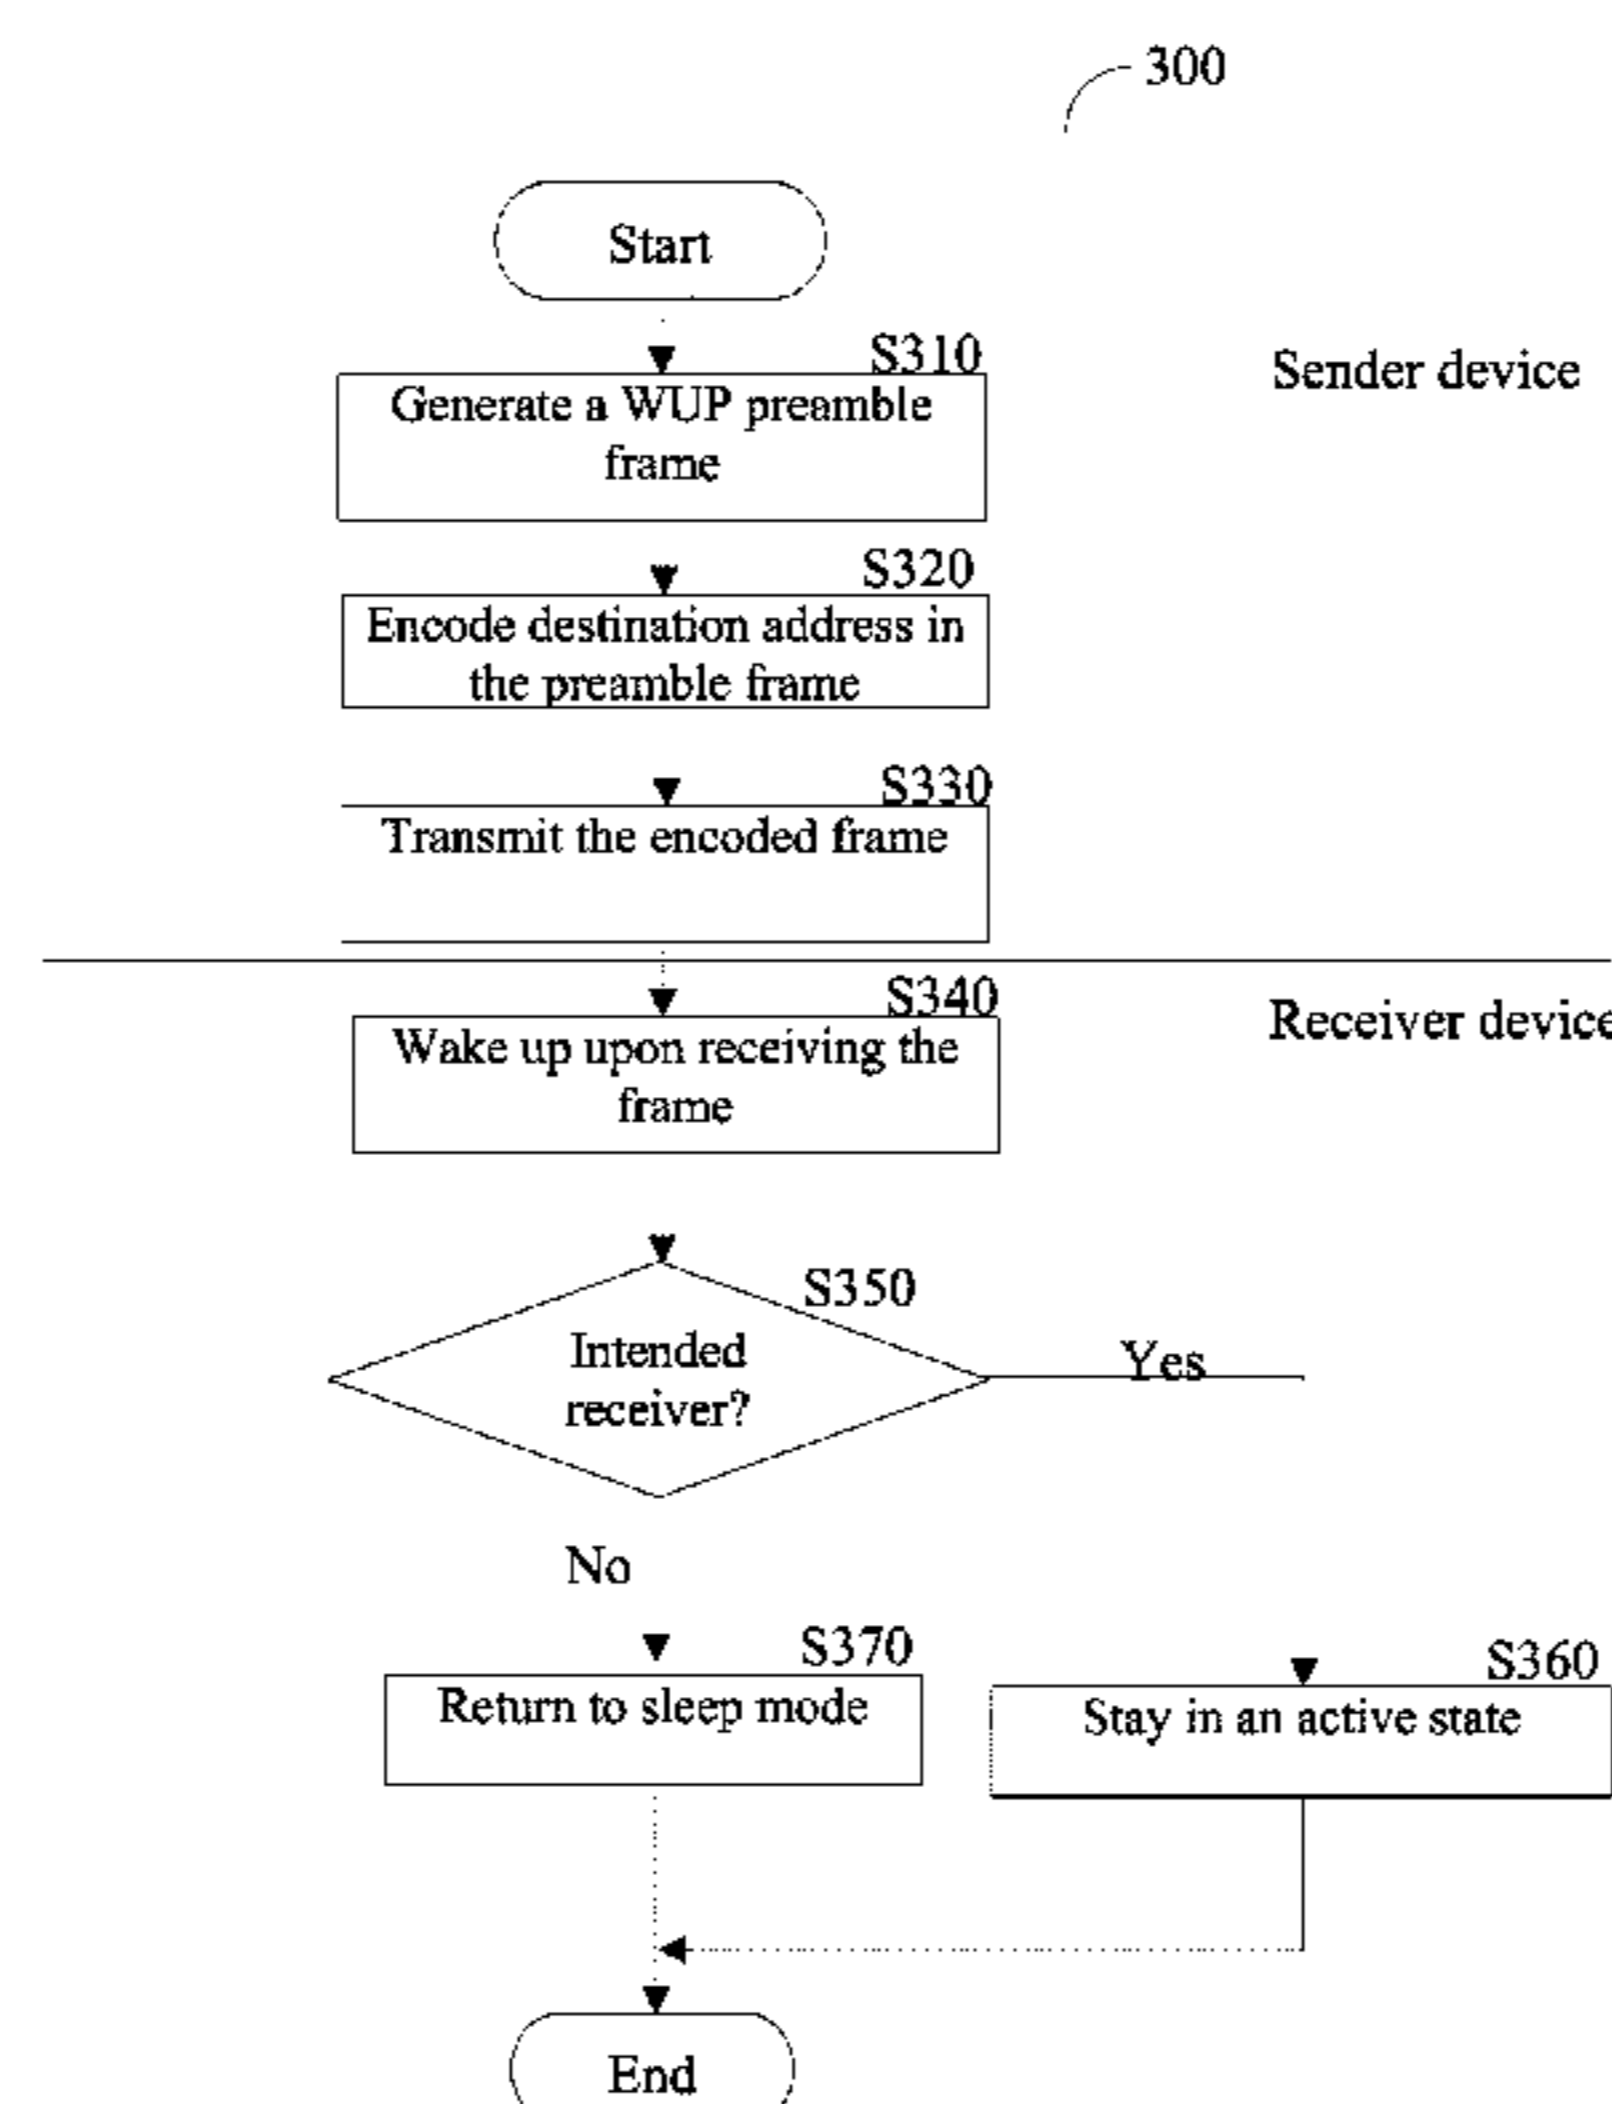 300
Start
S310
Generate a WUP preamble
frame
Sender device
S320
Encode destination address in
the preamble frame
S330
Transmit the encoded frame
S340
Wake up upon receiving the
frame
Receiver device
S350
Intended
receiver?
Yes
No
S370
Return to sleep mode
S360
Stay in an active state
End